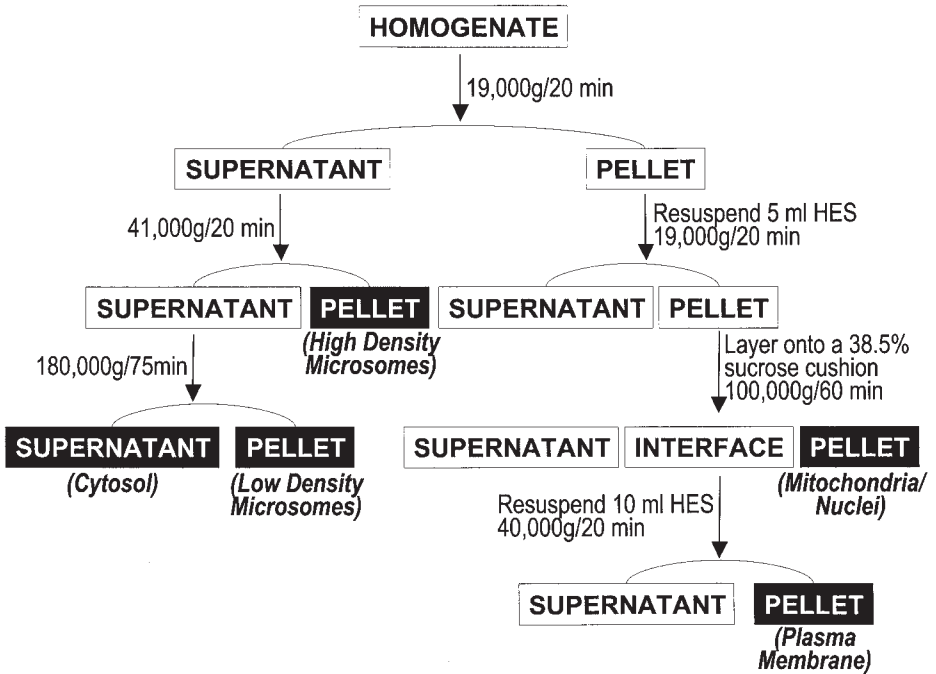 HOMOGENATE
19,000g/20 min
SUPERNATANT
PELLET
41,000g/20 min
Resuspend 5 ml HES
19,000g/20 min
SUPERNATANT
PELLET
(High Density
Microsomes)
SUPERNATANT
PELLET
180,000g/75min
Layer onto a 38.5%
sucrose cushion
100,000g/60 min
SUPERNATANT
(Cytosol)
PELLET
(Low Density
Microsomes)
SUPERNATANT
INTERFACE
PELLET
(Mitochondria/
Nuclei)
Resuspend 10 ml HES
40,000g/20 min
SUPERNATANT
PELLET
(Plasma
Membrane)